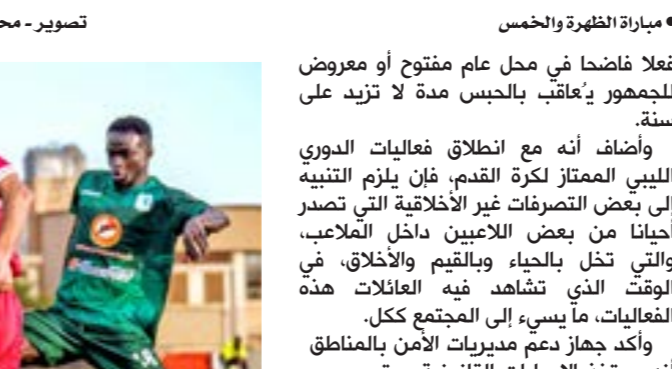 • مباراة الظهرة والخمس
تصوير - محـ
فعلا فاضحا في محل عام مفتوح أو معروض
للجمهور يُعاقب بالحبس مدة لا تزيد على
سنة.
وأضاف أنه مع انطلاق فعاليات الدوري
الليبي الممتاز لكرة القدم، فإن يلزم التنبيه
إلى بعض التصرفات غير الأخلاقية التي تصدر
أحيانا من بعض اللاعبين داخل الملاعب،
والتي تخل بالحياء وبالقيم والأخلاق، في
الوقت الذي تشاهد فيه العائلات هذه
الفعاليات، ما يسيء إلى المجتمع ككل.
وأكد جهاز دعم مديريات الأمن بالمناطق